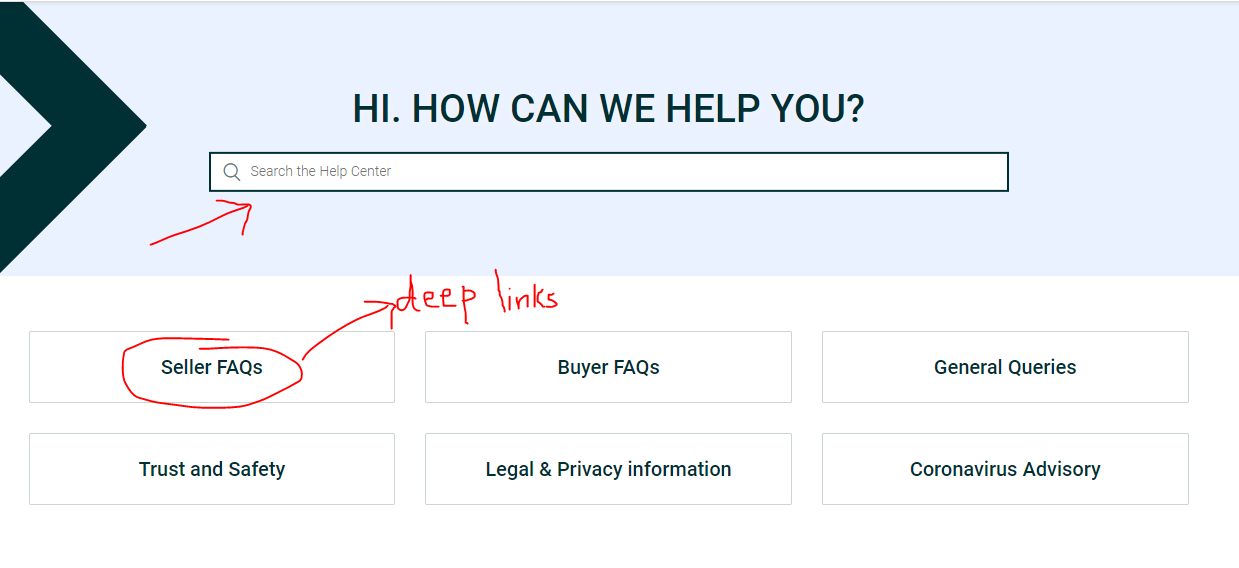 HI. HOW CAN WE HELP YOU?
Search the Help Center
deep links
Seller FAQs
Buyer FAQs
General Queries
Trust and Safety
Legal & Privacy information
Coronavirus Advisory